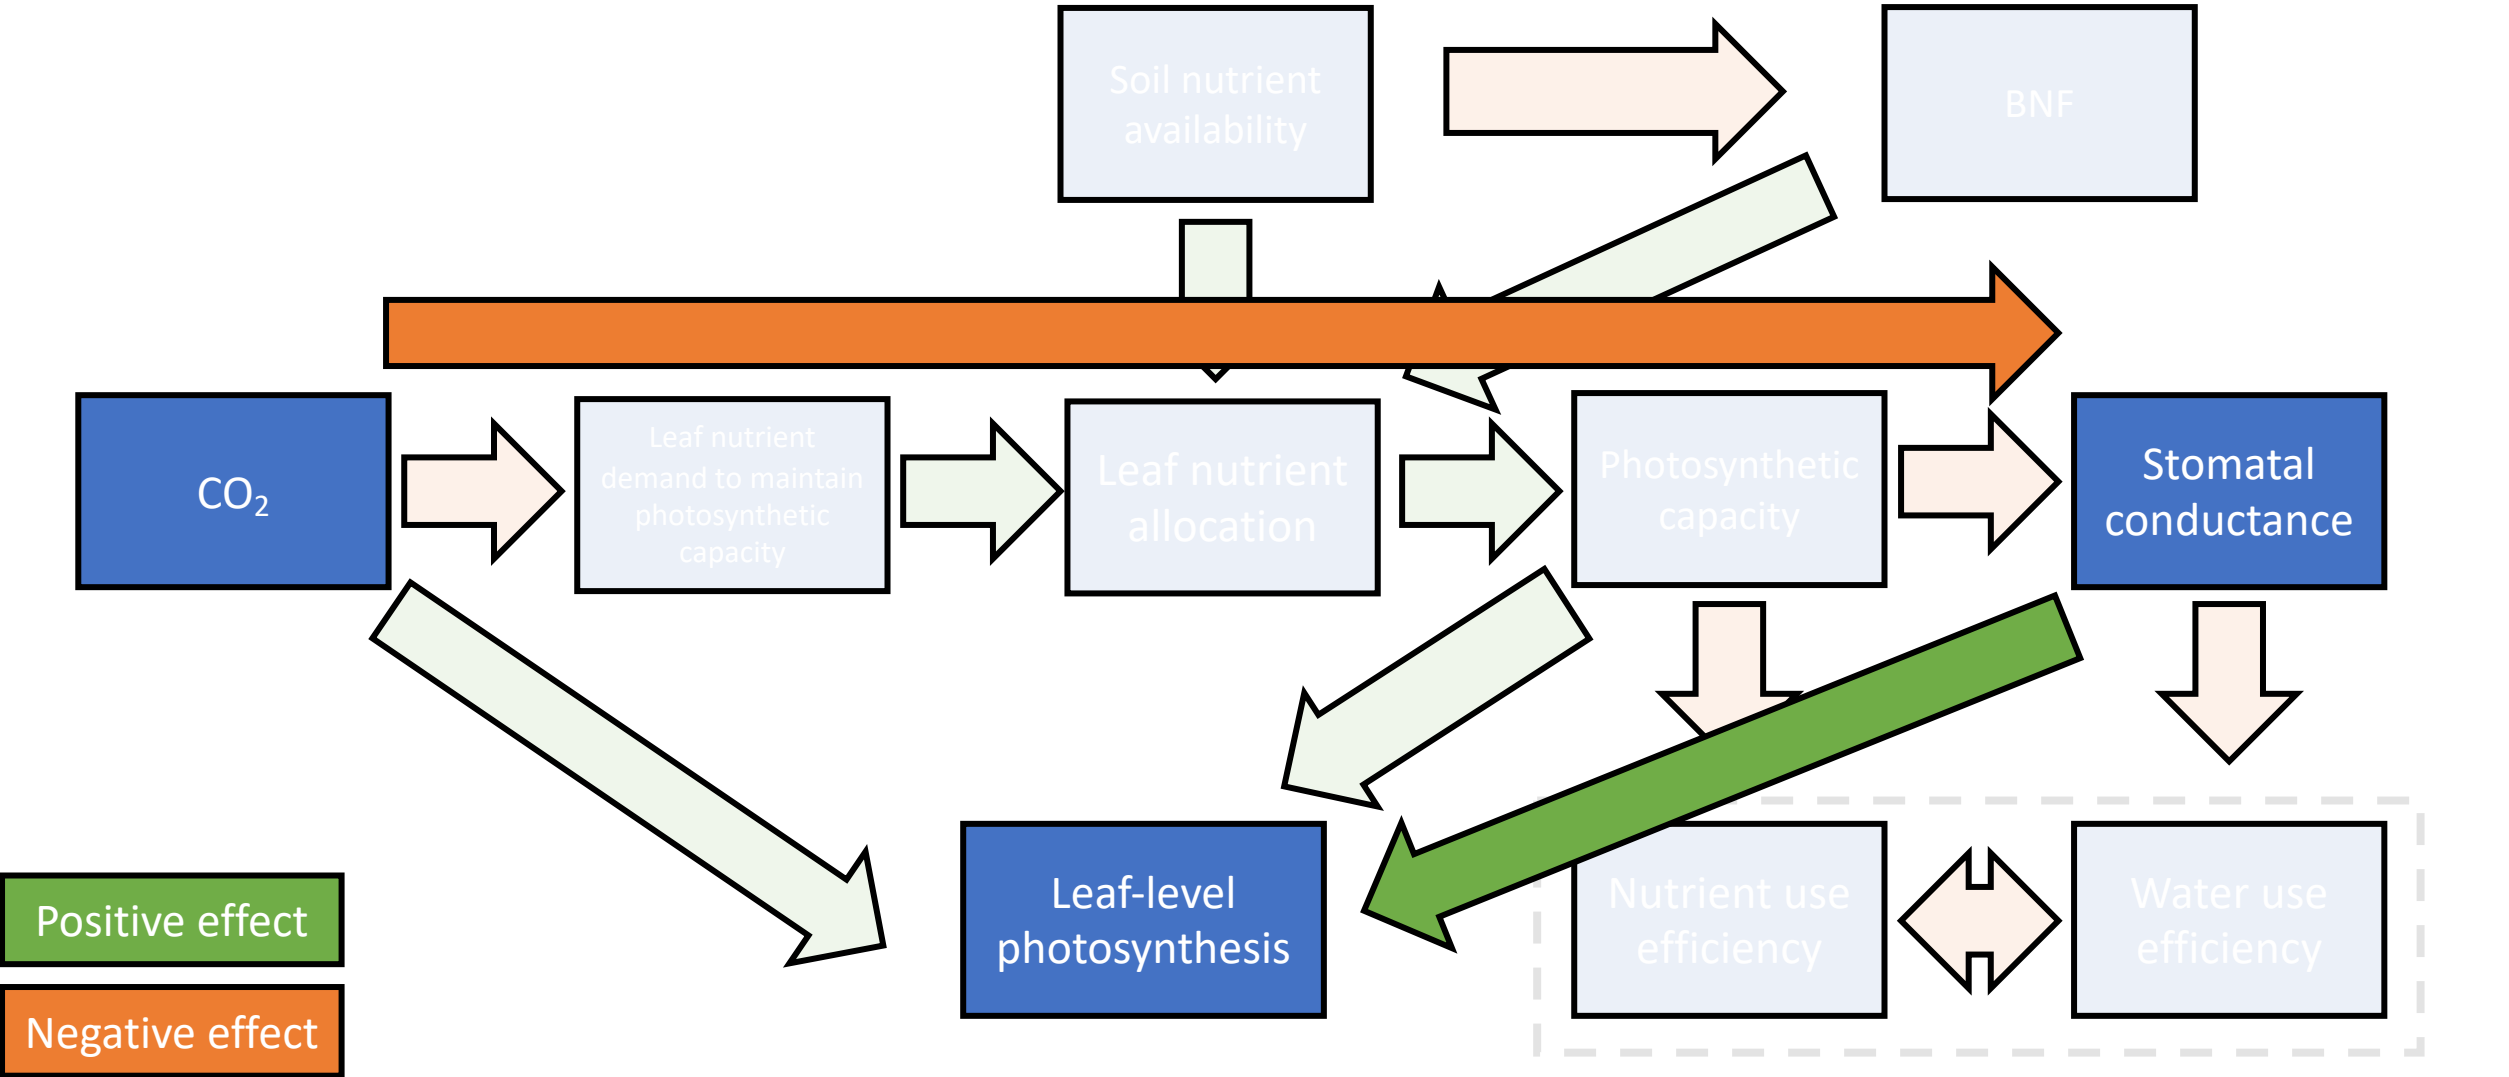 Soil nutrient
availability
BNF
CO₂
Leaf nutrient
demand to maintain
photosynthetic
capacity
Leaf nutrient
allocation
Photosynthetic
capacity
Stomatal
conductance
Leaf-level
photosynthesis
Nutrient use
efficiency
Water use
efficiency
Positive effect
Negative effect